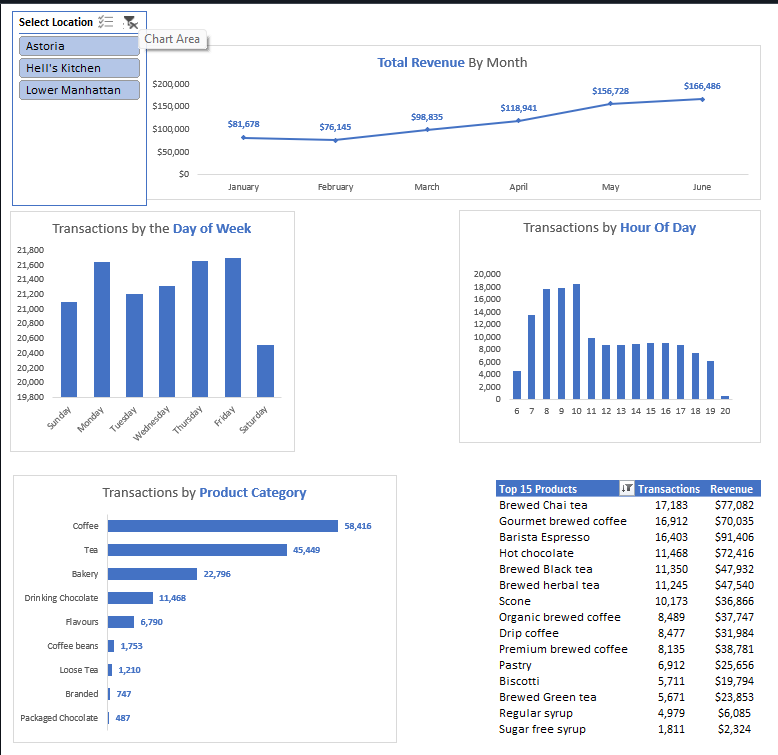 Select Location
Astoria
Hell's Kitchen
Lower Manhattan
Chart Area
Total Revenue By Month
$200,000
$150,000
$100,000
$50,000
$0
$81,678
$76,145
$98,835
$118,941
$156,728
$166,486
January February March April May June
Transactions by the Day of Week
21,800
21,600
21,400
21,200
21,000
20,800
20,600
20,400
20,200
20,000
19,800
Sunday Monday Tuesday Wednesday Thursday Friday Saturday
Transactions by Hour Of Day
20,000
18,000
16,000
14,000
12,000
10,000
8,000
6,000
4,000
2,000
0
6 7 8 9 10 11 12 13 14 15 16 17 18 19 20
Transactions by Product Category
Coffee 58,416
Tea 45,449
Bakery 22,796
Drinking Chocolate 11,468
Flavours 6,790
Coffee beans 1,753
Loose Tea 1,210
Branded 747
Packaged Chocolate 487
Top 15 Products Transactions Revenue
Brewed Chai tea 17,183 $77,082
Gourmet brewed coffee 16,912 $70,035
Barista Espresso 16,403 $91,406
Hot chocolate 11,468 $72,416
Brewed Black tea 11,350 $47,932
Brewed herbal tea 11,245 $47,540
Scone 10,173 $36,866
Organic brewed coffee 8,489 $37,747
Drip coffee 8,477 $31,984
Premium brewed coffee 8,135 $38,781
Pastry 6,912 $25,656
Biscotti 5,711 $19,794
Brewed Green tea 5,671 $23,853
Regular syrup 4,979 $6,085
Sugar free syrup 1,811 $2,324